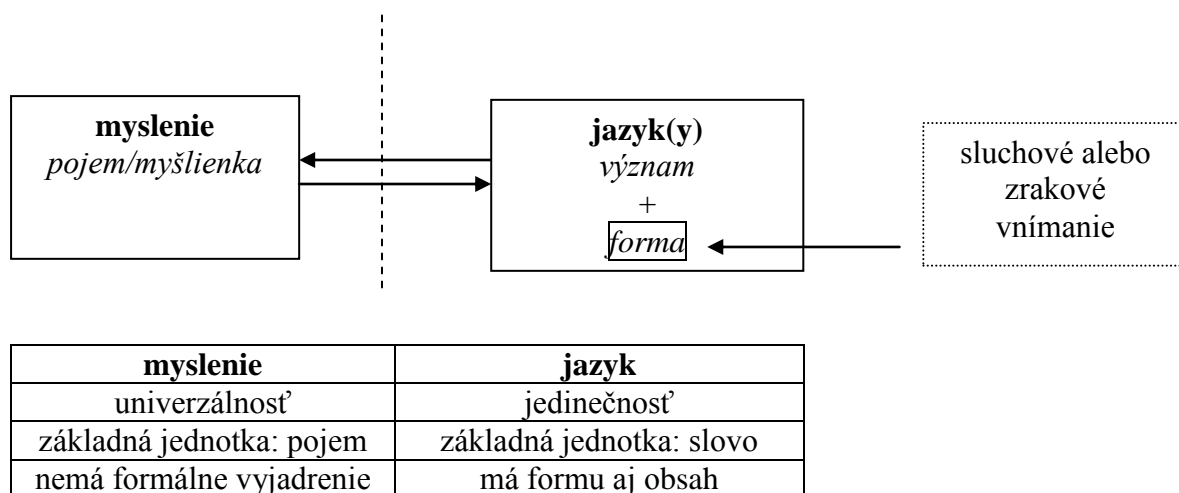 myslenie
pojem/myšlienka
jazyk(y)
význam
+
forma
sluchové alebo
zrakové
vnímanie
myslenie jazyk
univerzálnosť jedinečnosť
základná jednotka: pojem základná jednotka: slovo
nemá formálne vyjadrenie má formu aj obsah